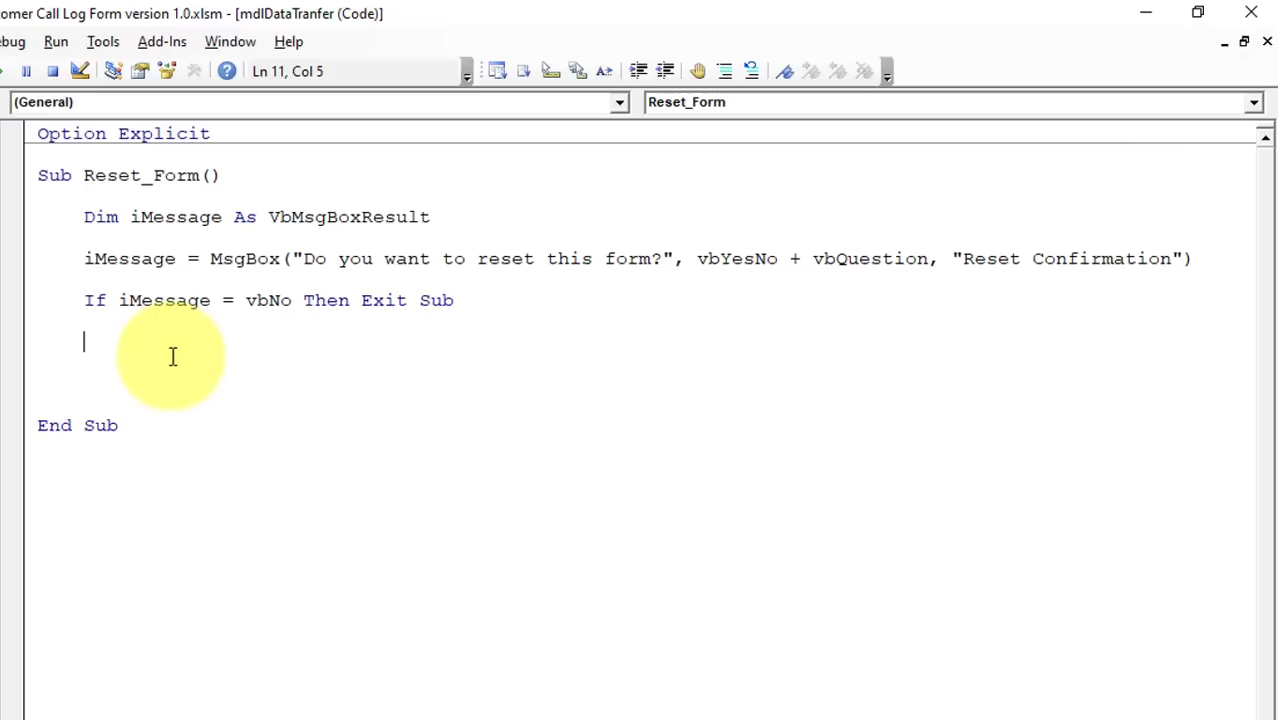 omer Call Log Form version 1.0.xlsm - [mdlDataTranfer (Code)]
ebug Run Tools Add-Ins Window Help
Ln 11, Col 5
(General) Reset_Form
Option Explicit
Sub Reset_Form()
Dim iMessage As VbMsgBoxResult
iMessage = MsgBox("Do you want to reset this form?", vbYesNo + vbQuestion, "Reset Confirmation")
If iMessage = vbNo Then Exit Sub
End Sub